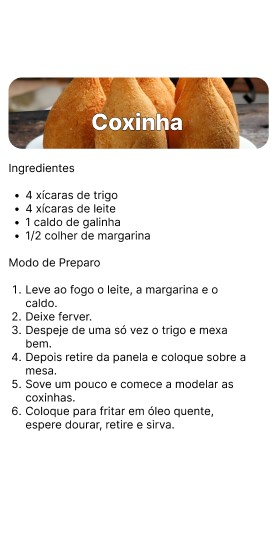 Coxinha
Ingredientes
• 4 xícaras de trigo
• 4 xícaras de leite
• 1 caldo de galinha
• 1/2 colher de margarina
Modo de Preparo
1. Leve ao fogo o leite, a margarina e o
caldo.
2. Deixe ferver.
3. Despeje de uma só vez o trigo e mexa
bem.
4. Depois retire da panela e coloque sobre a
mesa.
5. Sove um pouco e comece a modelar as
coxinhas.
6. Coloque para fritar em óleo quente,
espere dourar, retire e sirva.